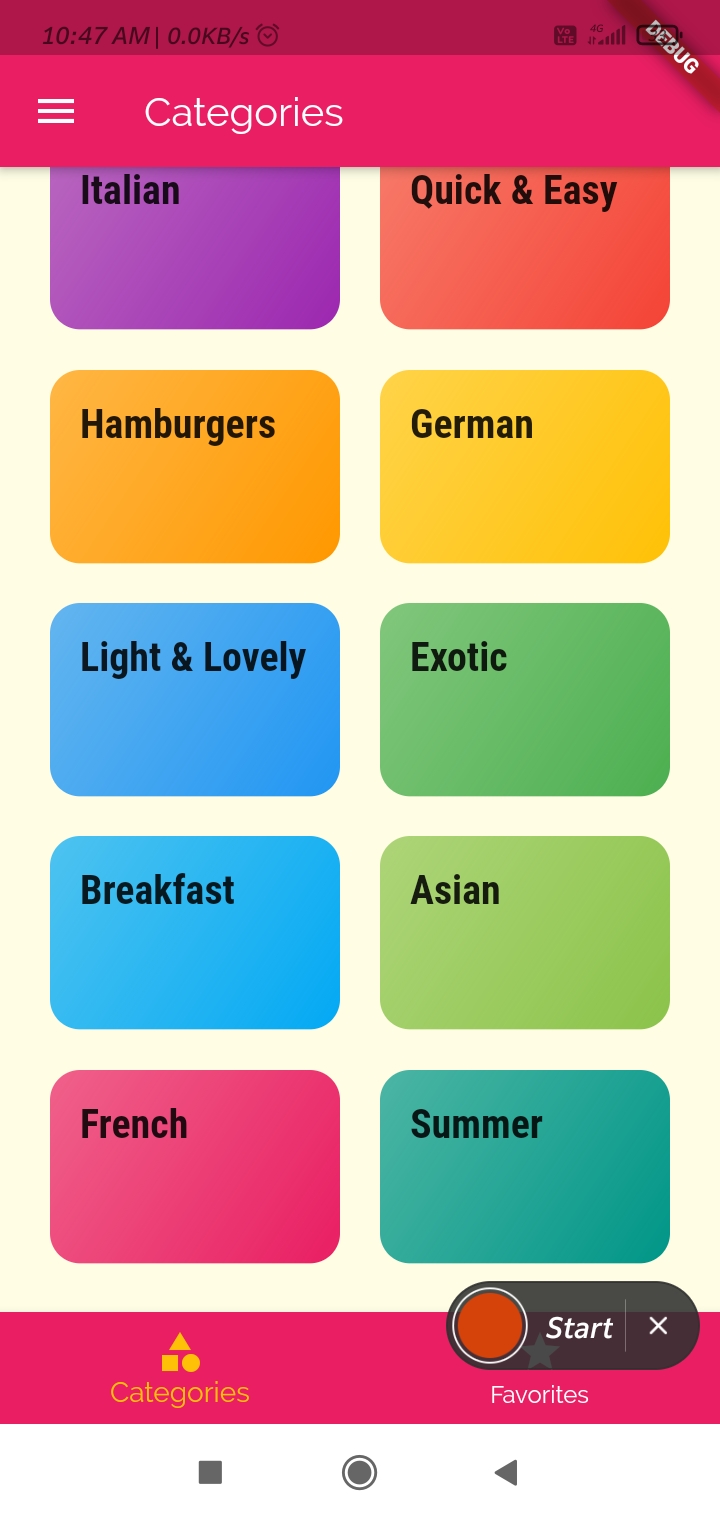 10:47 AM | 0.0KB/s
Vo LTE 4G
DEBUG
Categories
Italian
Quick & Easy
Hamburgers
German
Light & Lovely
Exotic
Breakfast
Asian
French
Summer
Start
Categories
Favorites